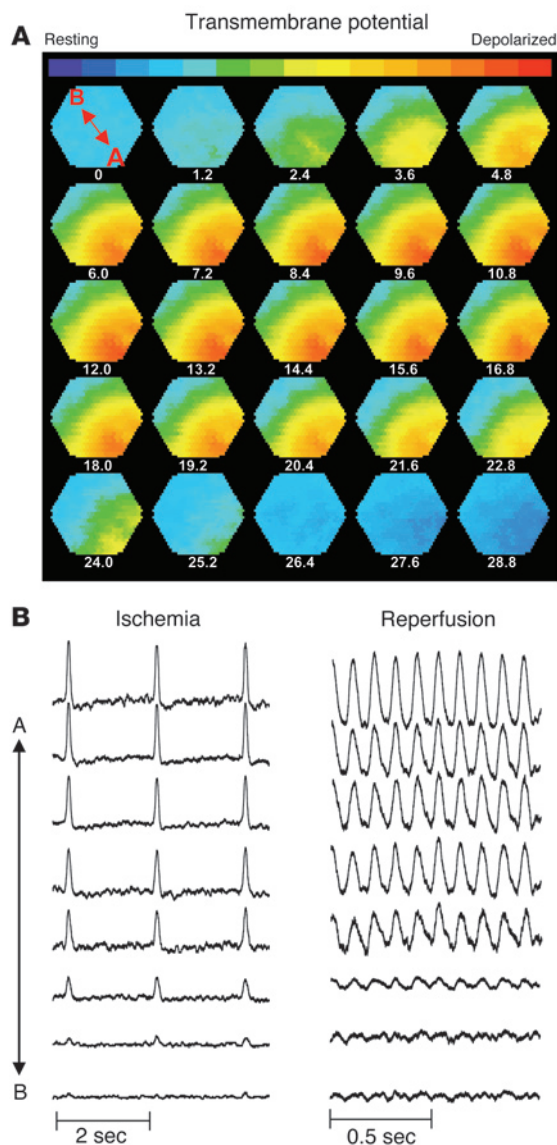 Transmembrane potential
A
Resting Depolarized
B
A
0 1.2 2.4 3.6 4.8
6.0 7.2 8.4 9.6 10.8
12.0 13.2 14.4 15.6 16.8
18.0 19.2 20.4 21.6 22.8
24.0 25.2 26.4 27.6 28.8
B
Ischemia Reperfusion
A
B
2 sec 0.5 sec